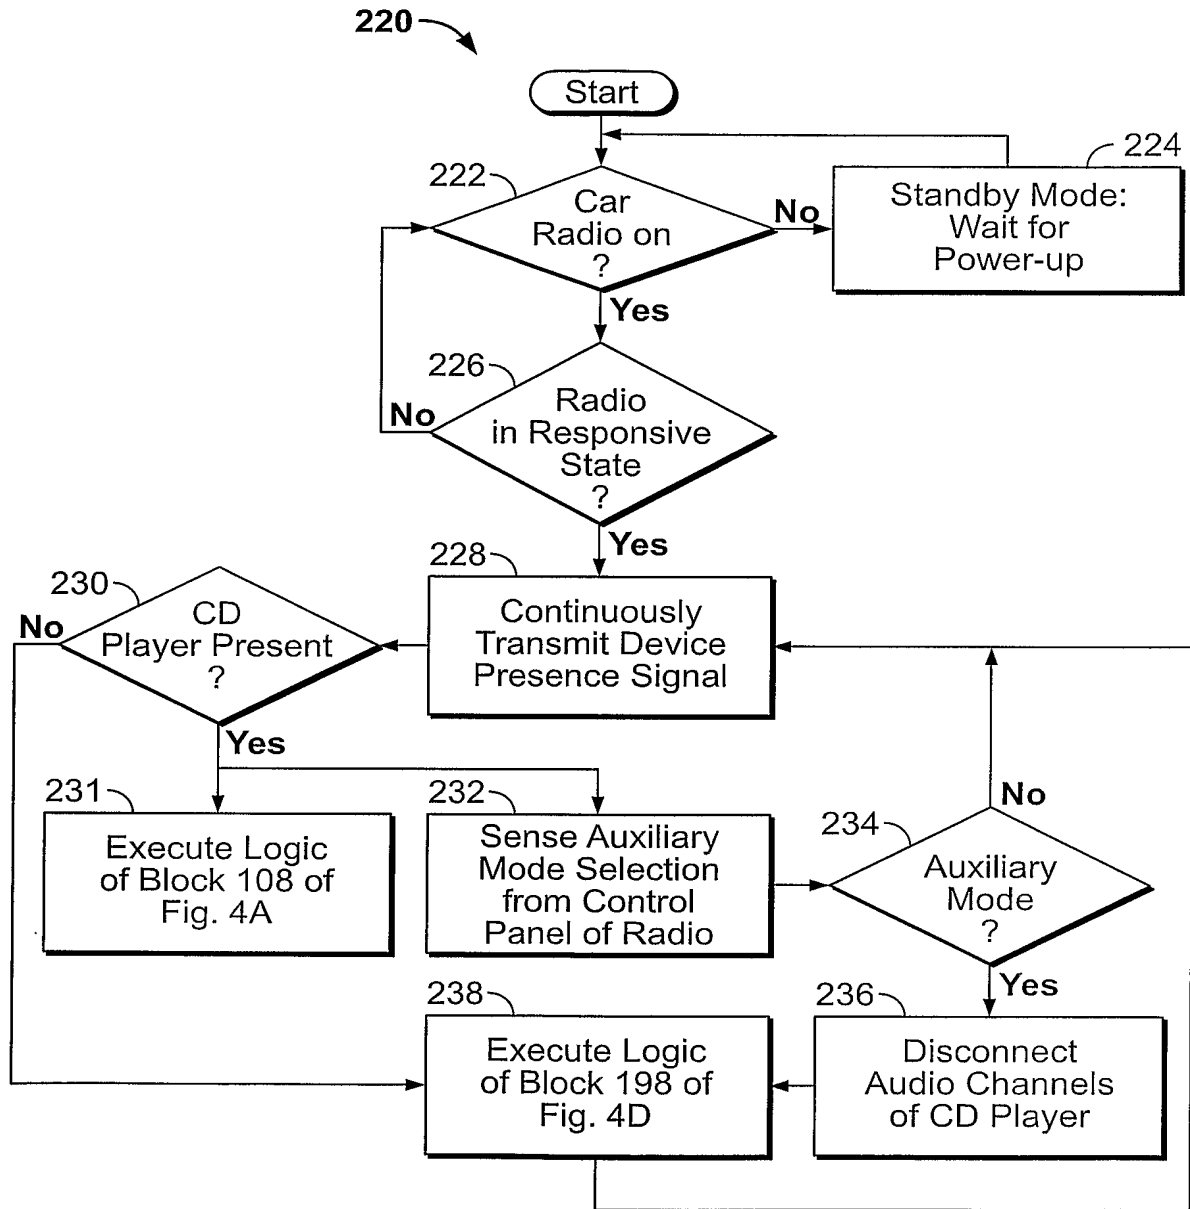 220
Start
222
Car
Radio on
?
No
224
Standby Mode:
Wait for
Power-up
Yes
226
Radio
in Responsive
State
?
No
Yes
228
Continuously
Transmit Device
Presence Signal
230
CD
Player Present
?
No
Yes
231
Execute Logic
of Block 108 of
Fig. 4A
232
Sense Auxiliary
Mode Selection
from Control
Panel of Radio
234
Auxiliary
Mode
?
No
Yes
236
Disconnect
Audio Channels
of CD Player
238
Execute Logic
of Block 198 of
Fig. 4D